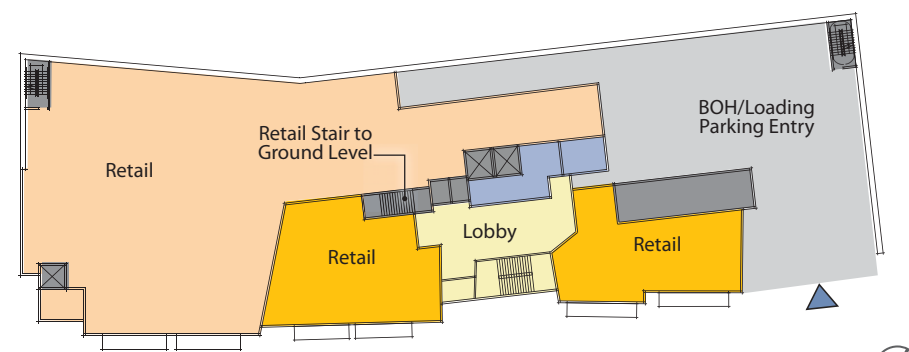 BOH/Loading
Parking Entry
Retail Stair to
Ground Level
Retail
Lobby
Retail
Retail